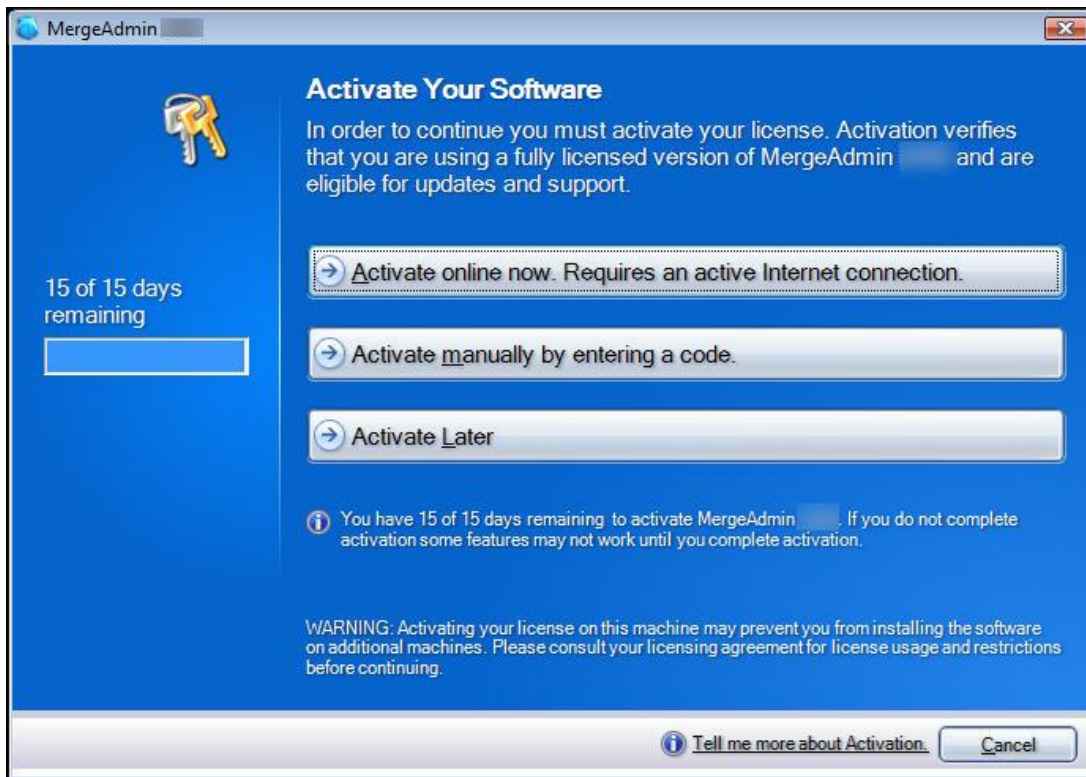 MergeAdmin
Activate Your Software
In order to continue you must activate your license. Activation verifies
that you are using a fully licensed version of MergeAdmin and are
eligible for updates and support.
15 of 15 days
remaining
Activate online now. Requires an active Internet connection.
Activate manually by entering a code.
Activate Later
You have 15 of 15 days remaining to activate MergeAdmin . If you do not complete
activation some features may not work until you complete activation.
WARNING: Activating your license on this machine may prevent you from installing the software
on additional machines. Please consult your licensing agreement for license usage and restrictions
before continuing.
Tell me more about Activation.
Cancel